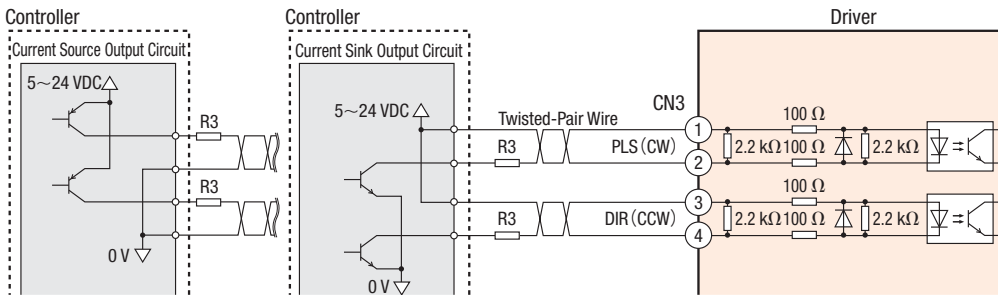 Controller
Current Source Output Circuit
5～24 VDC
R3
R3
0 V
Controller
Current Sink Output Circuit
5～24 VDC
R3
R3
0 V
Twisted-Pair Wire
PLS (CW)
DIR (CCW)
CN3
1
2
3
4
Driver
100 Ω
2.2 kΩ 100 Ω 2.2 kΩ
100 Ω
2.2 kΩ 100 Ω 2.2 kΩ